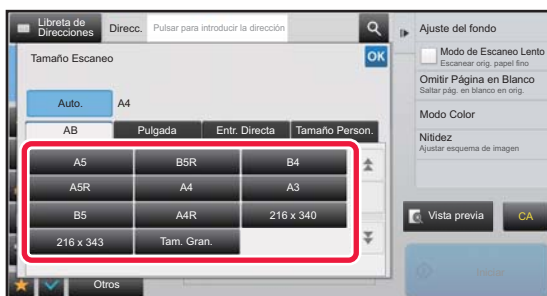 Libreta de
Direcciones
Direcc.
Pulsar para introducir la dirección
Tamaño Escaneo
OK
Auto.
A4
AB
Pulgada
Entr. Directa
Tamaño Person.
A5
B5R
B4
A5R
A4
A3
B5
A4R
216 x 340
216 x 343
Tam. Gran.
Otros
Ajuste del fondo
Modo de Escaneo Lento
Escanear orig. papel fino
Omitir Página en Blanco
Saltar pág. en blanco en orig.
Modo Color
Nitidez
Ajustar esquema de imagen
Vista previa
CA